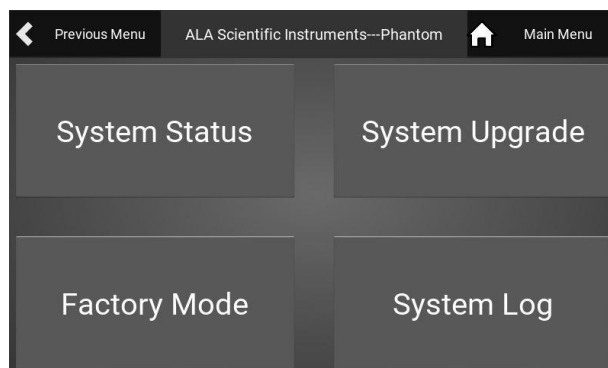 Previous Menu ALA Scientific Instruments---Phantom Main Menu
System Status System Upgrade
Factory Mode System Log